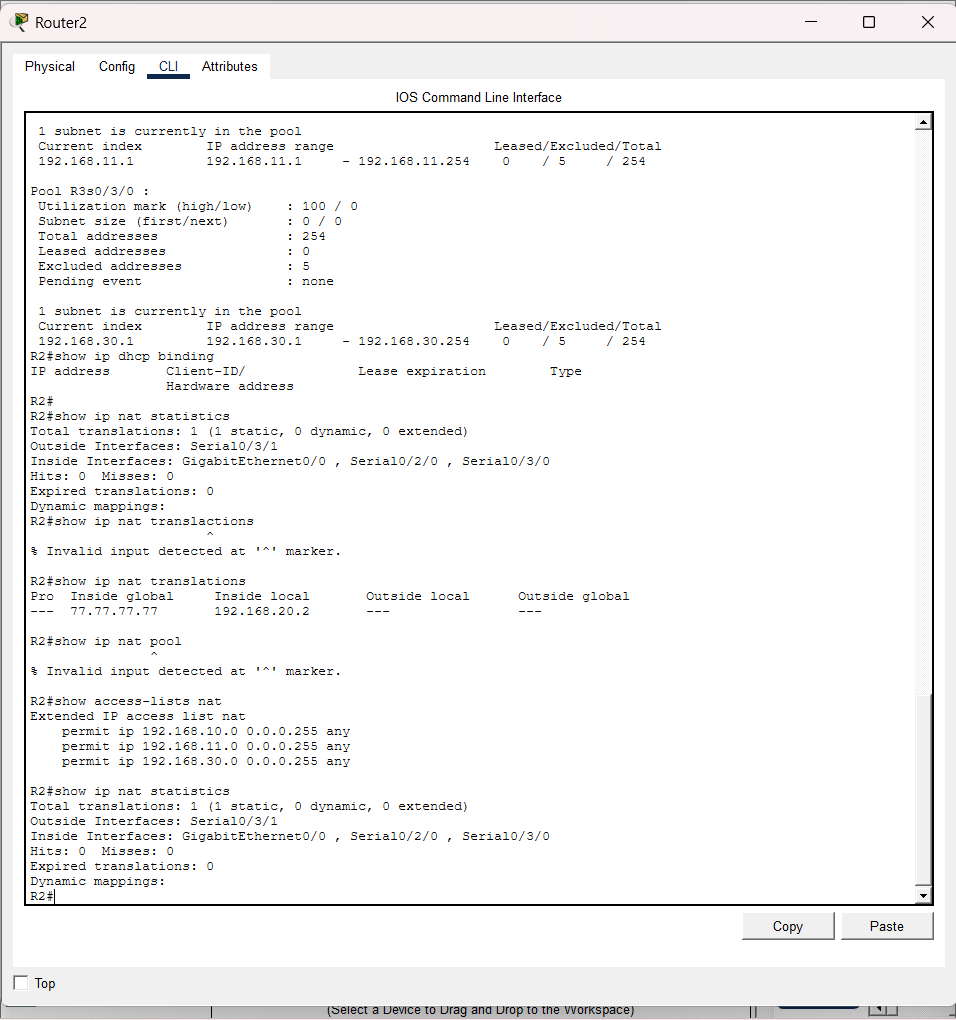 Router2
Physical Config CLI Attributes
IOS Command Line Interface
1 subnet is currently in the pool
Current index IP address range Leased/Excluded/Total
192.168.11.1 192.168.11.1 - 192.168.11.254 0 / 5 / 254
Pool R3s0/3/0 :
Utilization mark (high/low) : 100 / 0
Subnet size (first/next) : 0 / 0
Total addresses : 254
Leased addresses : 0
Excluded addresses : 5
Pending event : none
1 subnet is currently in the pool
Current index IP address range Leased/Excluded/Total
192.168.30.1 192.168.30.1 - 192.168.30.254 0 / 5 / 254
R2#show ip dhcp binding
IP address Client-ID/ Lease expiration Type
Hardware address
R2#
R2#show ip nat statistics
Total translations: 1 (1 static, 0 dynamic, 0 extended)
Outside Interfaces: Serial0/3/1
Inside Interfaces: GigabitEthernet0/0 , Serial0/2/0 , Serial0/3/0
Hits: 0 Misses: 0
Expired translations: 0
Dynamic mappings:
R2#show ip nat translactions
^
% Invalid input detected at '^' marker.
R2#show ip nat translations
Pro Inside global Inside local Outside local Outside global
--- 77.77.77.77 192.168.20.2 --- ---
R2#show ip nat pool
^
% Invalid input detected at '^' marker.
R2#show access-lists nat
Extended IP access list nat
permit ip 192.168.10.0 0.0.0.255 any
permit ip 192.168.11.0 0.0.0.255 any
permit ip 192.168.30.0 0.0.0.255 any
R2#show ip nat statistics
Total translations: 1 (1 static, 0 dynamic, 0 extended)
Outside Interfaces: Serial0/3/1
Inside Interfaces: GigabitEthernet0/0 , Serial0/2/0 , Serial0/3/0
Hits: 0 Misses: 0
Expired translations: 0
Dynamic mappings:
R2#
Copy Paste
Top
(Select a Device to Drag and Drop to the Workspace)